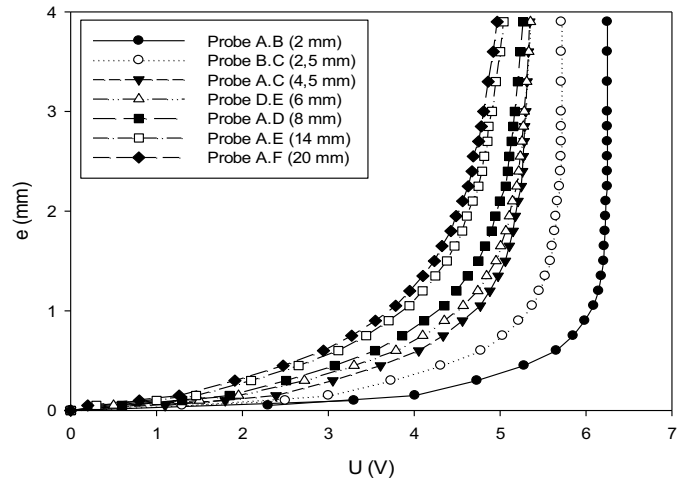 4
Probe A.B (2 mm)
Probe B.C (2,5 mm)
Probe A.C (4,5 mm)
Probe D.E (6 mm)
Probe A.D (8 mm)
Probe A.E (14 mm)
Probe A.F (20 mm)
3
e (mm)
2
1
0
0 1 2 3 4 5 6 7
U (V)